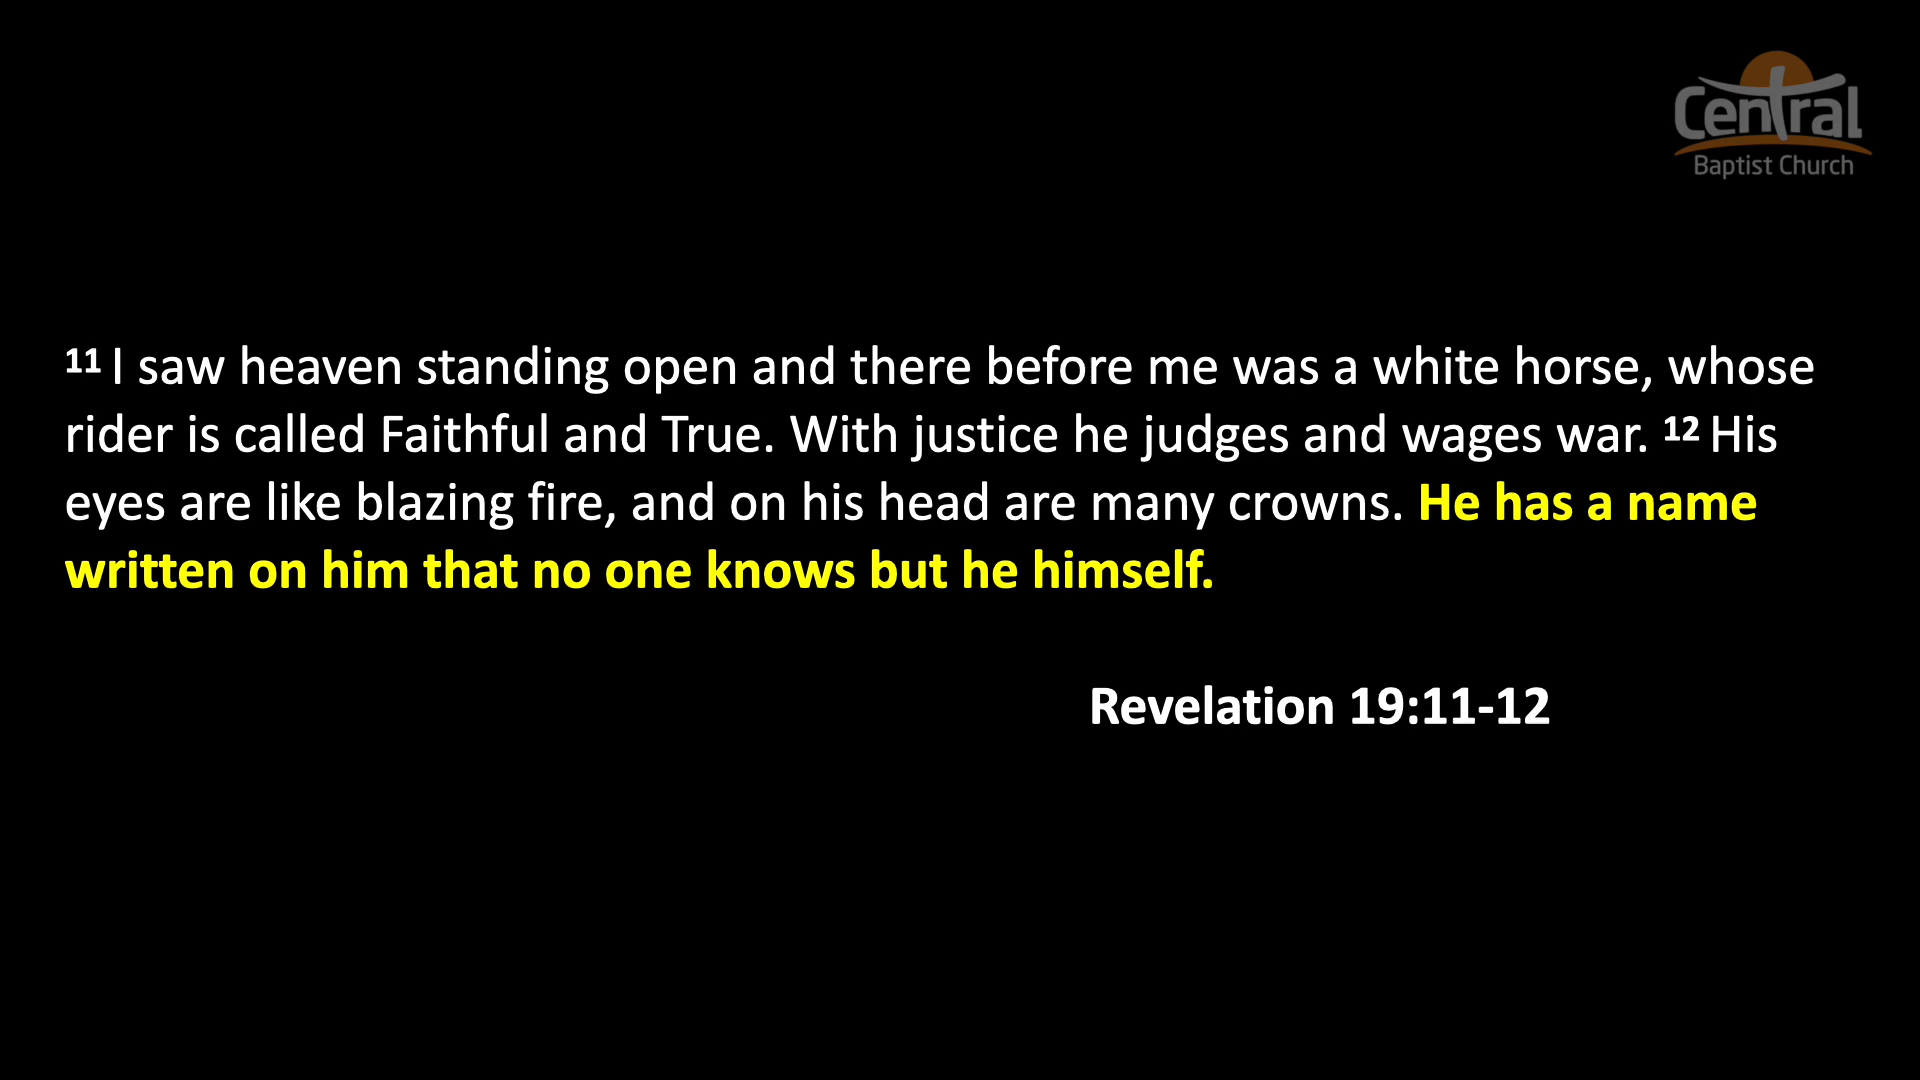 Central
Baptist Church
11 I saw heaven standing open and there before me was a white horse, whose
rider is called Faithful and True. With justice he judges and wages war. 12 His
eyes are like blazing fire, and on his head are many crowns. He has a name
written on him that no one knows but he himself.
Revelation 19:11-12